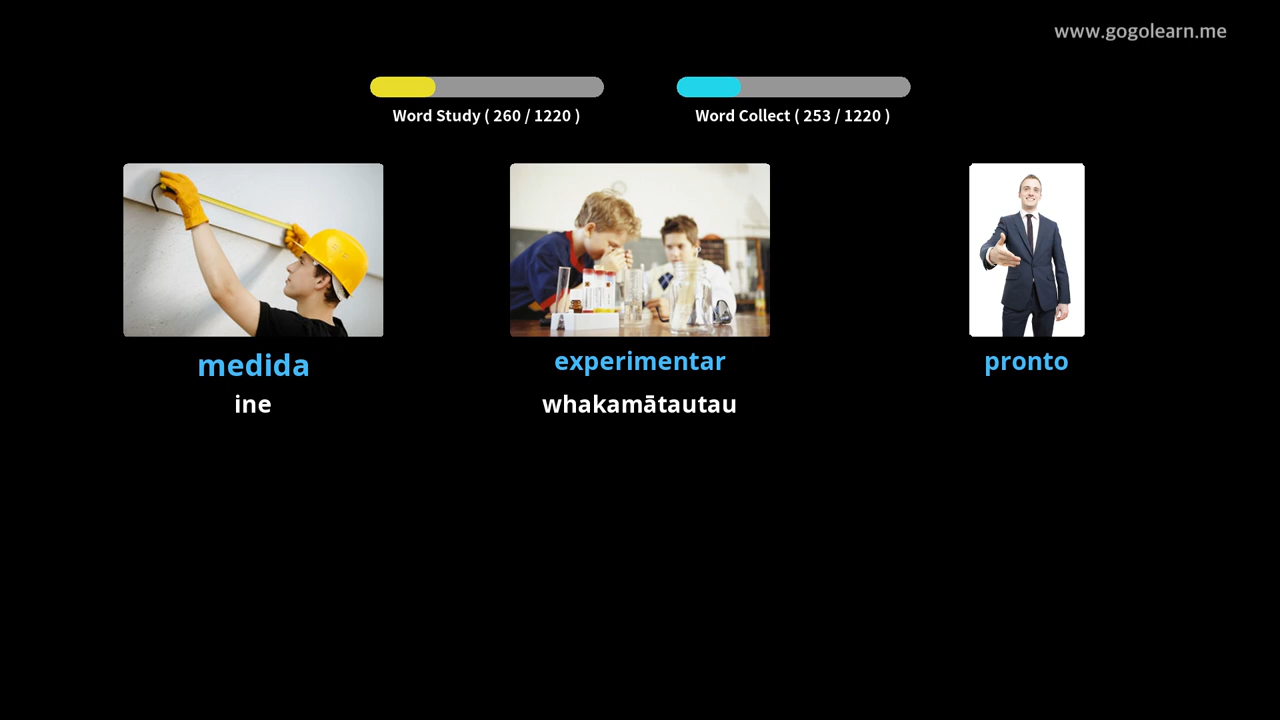 www.gogolearn.me
Word Study ( 260 / 1220 )
Word Collect ( 253 / 1220 )
medida
experimentar
pronto
ine
whakamātautau